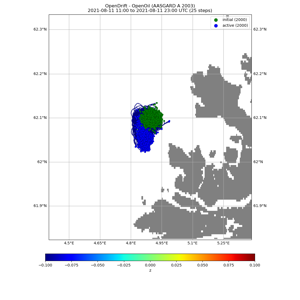 OpenDrift - OpenOil (AASGARD A 2003)
2021-08-11 11:00 to 2021-08-11 23:00 UTC (25 steps)
initial (2000)
active (2000)
62.3°N 62.3°N
62.2°N 62.2°N
62.1°N 62.1°N
62°N 62°N
61.9°N 61.9°N
4.5°E 4.65°E 4.8°E 4.95°E 5.1°E 5.25°E
-0.100 -0.075 -0.050 -0.025 0.000 0.025 0.050 0.075 0.100
z